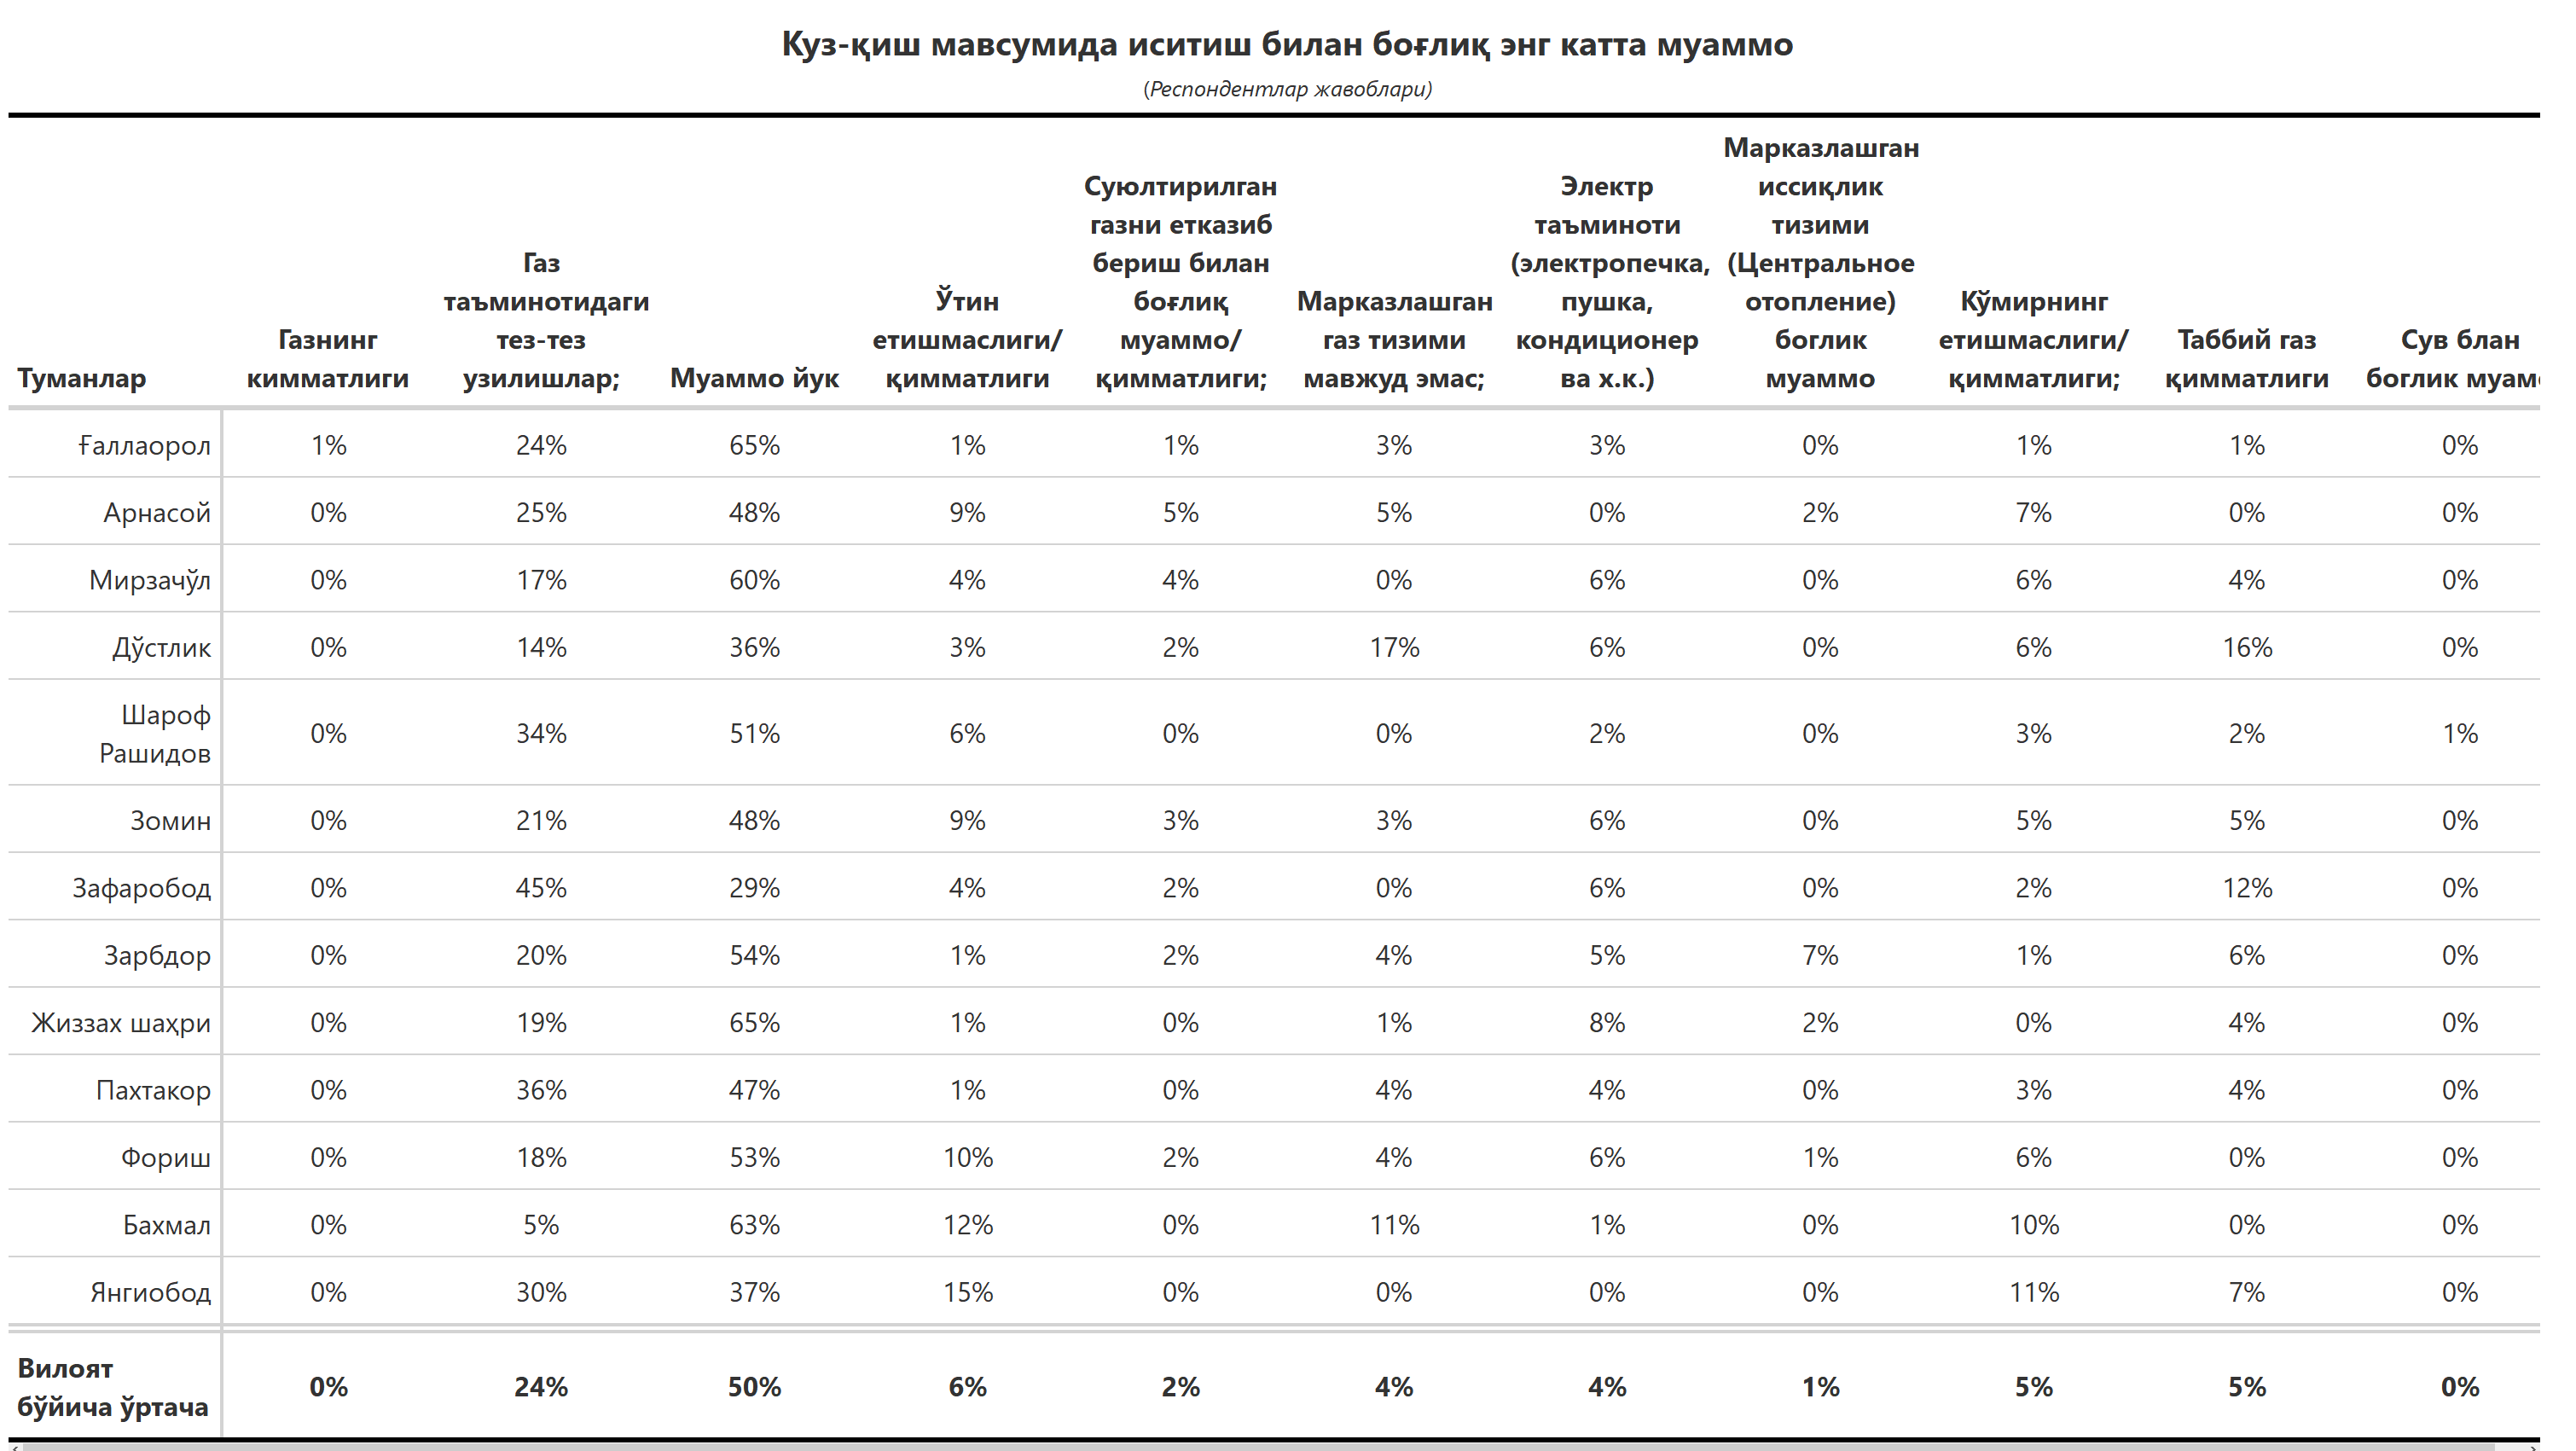 Куз-қиш мавсумида иситиш билан боғлиқ энг катта муаммо
(Респондентлар жавоблари)
Туманлар Газнинг кимматлиги Газ таъминотидаги тез-тез узилишлар; Муаммо йук Ўтин етишмаслиги/ қимматлиги Суюлтирилган газни етказиб бериш билан боғлиқ муаммо/ қимматлиги; Марказлашган газ тизими мавжуд эмас; Электр таъминоти (электропечка, пушка, кондиционер ва х.к.) Марказлашган иссиқлик тизими (Центральное отопление) боглик муаммо Кўмирнинг етишмаслиги/ қимматлиги; Таббий газ қимматлиги Сув блан боглик
Ғаллаорол 1% 24% 65% 1% 1% 3% 3% 0% 1% 1% 0%
Арнасой 0% 25% 48% 9% 5% 5% 0% 2% 7% 0% 0%
Мирзачўл 0% 17% 60% 4% 4% 0% 6% 0% 6% 4% 0%
Дўстлик 0% 14% 36% 3% 2% 17% 6% 0% 6% 16% 0%
Шароф Рашидов 0% 34% 51% 6% 0% 0% 2% 0% 3% 2% 1%
Зомин 0% 21% 48% 9% 3% 3% 6% 0% 5% 5% 0%
Зафаробод 0% 45% 29% 4% 2% 0% 6% 0% 2% 12% 0%
Зарбдор 0% 20% 54% 1% 2% 4% 5% 7% 1% 6% 0%
Жиззах шаҳри 0% 19% 65% 1% 0% 1% 8% 2% 0% 4% 0%
Пахтакор 0% 36% 47% 1% 0% 4% 4% 0% 3% 4% 0%
Фориш 0% 18% 53% 10% 2% 4% 6% 1% 6% 0% 0%
Бахмал 0% 5% 63% 12% 0% 11% 1% 0% 10% 0% 0%
Янгиобод 0% 30% 37% 15% 0% 0% 0% 0% 11% 7% 0%
Вилоят бўйича ўртача 0% 24% 50% 6% 2% 4% 4% 1% 5% 5% 0%